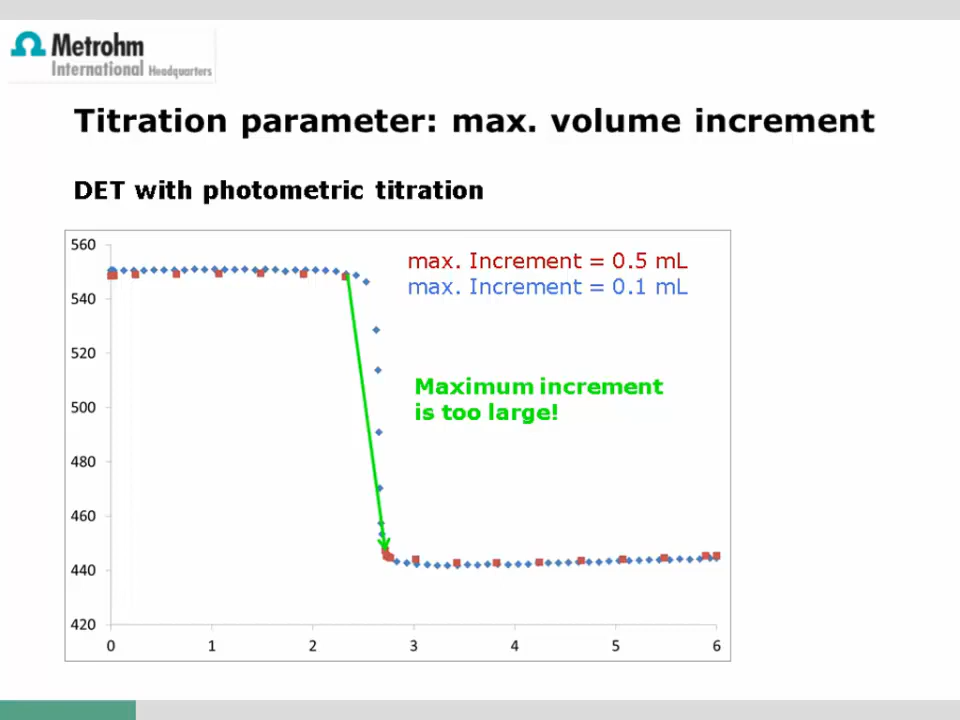 Metrohm
International Headquarters
Titration parameter: max. volume increment
DET with photometric titration
560
540
520
500
480
460
440
420
max. Increment = 0.5 mL
max. Increment = 0.1 mL
Maximum increment
is too large!
0 1 2 3 4 5 6